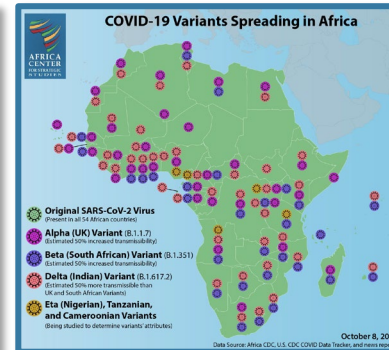 COVID-19 Variants Spreading in Africa
AFRICA
CENTER
FOR STRATEGIC
STUDIES
Original SARS-CoV-2 Virus
(Present in all 54 African countries)
Alpha (UK) Variant (B.1.1.7)
(Estimated 50% increased transmissibility)
Beta (South African) Variant (B.1.351)
(Estimated 50% increased transmissibility)
Delta (Indian) Variant (B.1.617.2)
(Estimated 50% more transmissible than
UK and South African Variants)
Eta (Nigerian), Tanzanian,
and Cameroonian Variants
(Being studied to determine variants' attributes)
October 8, 20
Data Source: Africa CDC, U.S. CDC COVID Data Tracker, and news repo